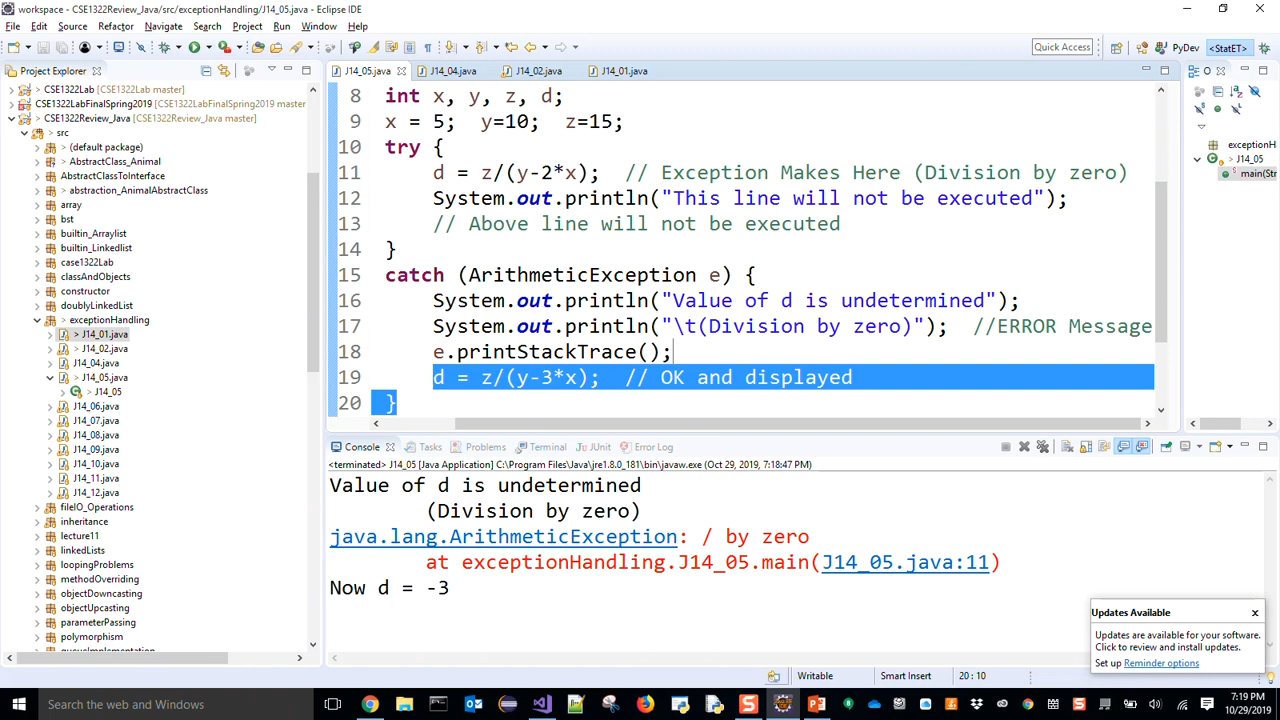 workspace - CSE1322Review_Java/src/exceptionHandling/J14_05.java - Eclipse IDE
File Edit Source Refactor Navigate Search Project Run Window Help
Quick Access
PyDev
<StatET>
Project Explorer
> CSE1322Lab [CSE1322Lab master]
> CSE1322LabFinalSpring2019 [CSE1322LabFinalSpring2019 master
> CSE1322Review_Java [CSE1322Review_Java master]
> src
> (default package)
> AbstractClass_Animal
AbstractClassToInterface
> abstraction_AnimalAbstractClass
array
bst
builtin_Arraylist
builtin_Linkedlist
case1322Lab
classAndObjects
constructor
doublyLinkedList
> exceptionHandling
> J14_01.java
> J14_02.java
J14_04.java
> J14_05.java
> J14_05
J14_06.java
J14_07.java
J14_08.java
J14_09.java
J14_10.java
J14_11.java
J14_12.java
fileIO_Operations
inheritance
lecture11
linkedLists
loopingProblems
methodOverriding
objectDowncasting
objectUpcasting
parameterPassing
polymorphism
J14_05.java J14_04.java J14_02.java J14_01.java
8 int x, y, z, d;
9 x = 5; y=10; z=15;
10 try {
11 d = z/(y-2*x); // Exception Makes Here (Division by zero)
12 System.out.println("This line will not be executed");
13 // Above line will not be executed
14 }
15 catch (ArithmeticException e) {
16 System.out.println("Value of d is undetermined");
17 System.out.println("\t(Division by zero)"); //ERROR Message
18 e.printStackTrace();
19 d = z/(y-3*x); // OK and displayed
20 }
exceptionH
> J14_05
main(Str
Console Tasks Problems Terminal JUnit Error Log
<terminated> J14_05 [Java Application] C:\Program Files\Java\jre1.8.0_181\bin\javaw.exe (Oct 29, 2019, 7:18:47 PM)
Value of d is undetermined
(Division by zero)
java.lang.ArithmeticException: / by zero
at exceptionHandling.J14_05.main(J14_05.java:11)
Now d = -3
Updates Available
Updates are available for your software.
Click to review and install updates.
Set up Reminder options
Writable Smart Insert 20 : 10
Search the web and Windows
7:19 PM
10/29/2019